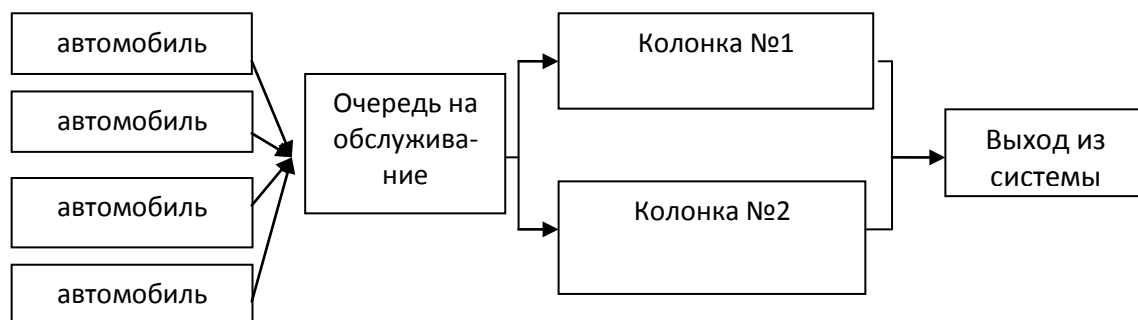 автомобиль
автомобиль
автомобиль
автомобиль
Очередь на
обслужива-
ние
Колонка №1
Колонка №2
Выход из
системы